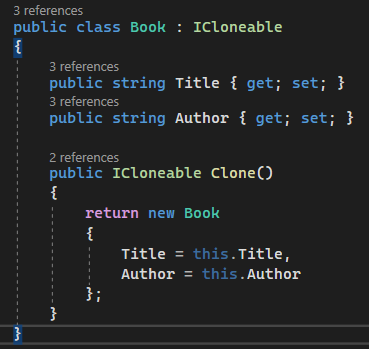 3 references
public class Book : ICloneable
{
3 references
public string Title { get; set; }
3 references
public string Author { get; set; }
2 references
public ICloneable Clone()
{
return new Book
{
Title = this.Title,
Author = this.Author
};
}
}